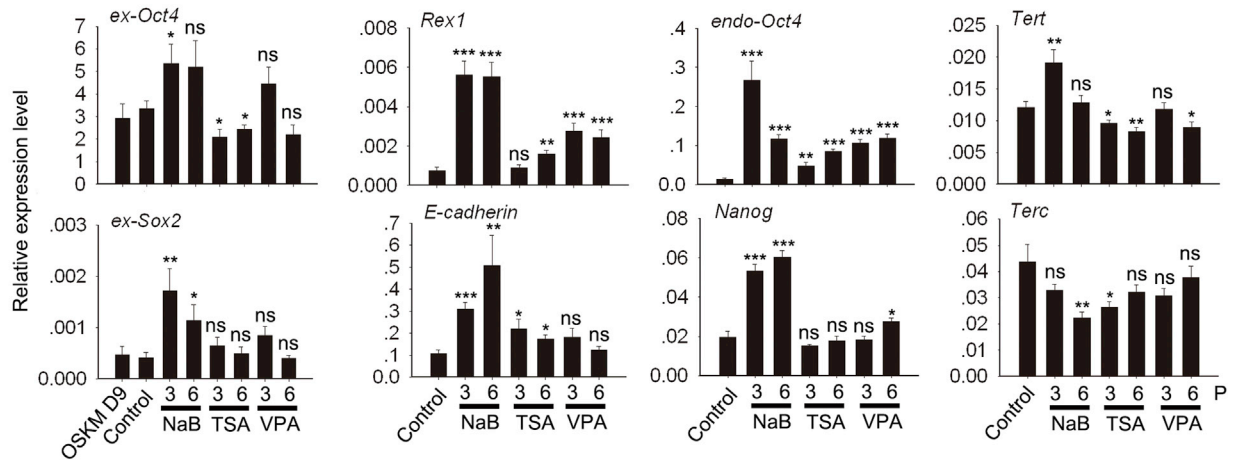 Relative expression level
ex-Oct4
7
6
5
4
3
2
1
0
* ns * * ns ns
Rex1
.008
.006
.004
.002
0.000
*** *** ns ** *** ***
endo-Oct4
.4
.3
.2
.1
0.0
*** *** ** *** *** ***
Tert
.025
.020
.015
.010
.005
0.000
** ns * ** ns *
ex-Sox2
.003
.002
.001
0.000
** * ns ns ns ns
OSKM D9 Control 3 6 3 6 3 6
NaB TSA VPA
E-cadherin
.7
.6
.5
.4
.3
.2
.1
0.0
*** ** * * ns ns
Control 3 6 3 6 3 6
NaB TSA VPA
Nanog
.08
.06
.04
.02
0.00
*** *** ns ns ns *
Control 3 6 3 6 3 6
NaB TSA VPA
Terc
.06
.05
.04
.03
.02
.01
0.00
ns ** * ns ns ns
Control 3 6 3 6 3 6 P
NaB TSA VPA